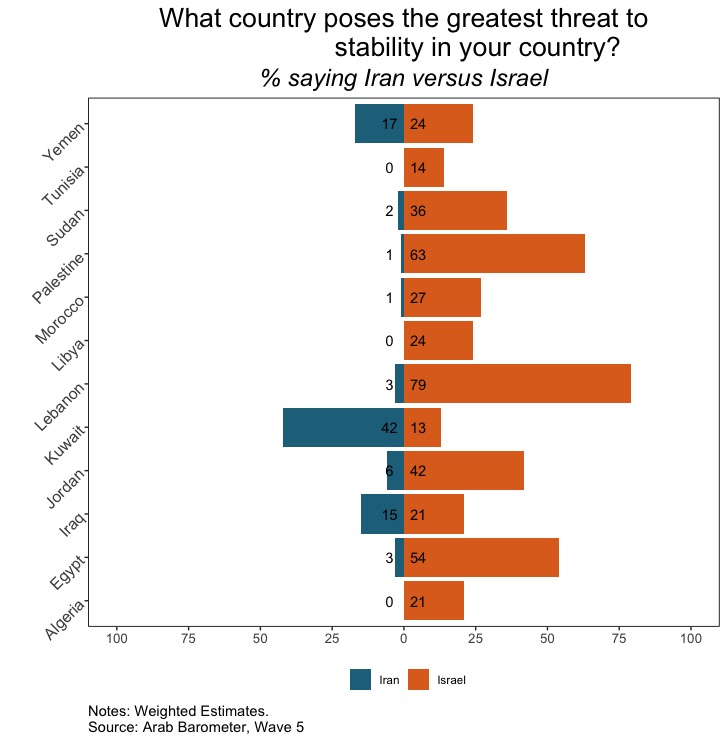 What country poses the greatest threat to
stability in your country?
% saying Iran versus Israel
Yemen 17 24
Tunisia 0 14
Sudan 2 36
Palestine 1 63
Morocco 1 27
Libya 0 24
Lebanon 3 79
Kuwait 42 13
Jordan 6 42
Iraq 15 21
Egypt 3 54
Algeria 0 21
100 75 50 25 0 25 50 75 100
Iran Israel
Notes: Weighted Estimates.
Source: Arab Barometer, Wave 5